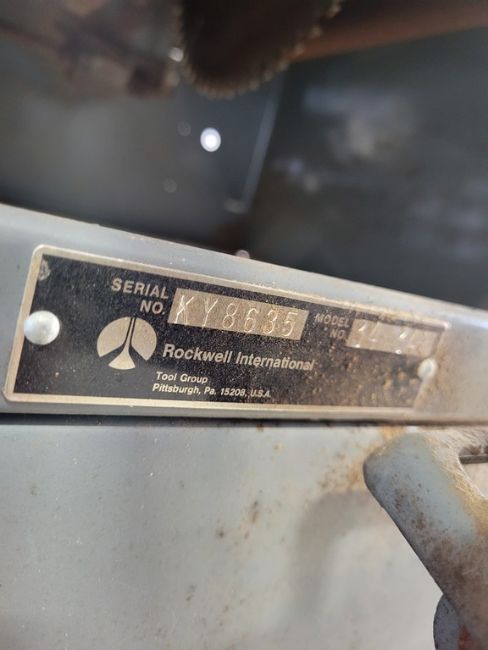 SERIAL NO. KY8635 MODEL NO.
Rockwell International
Tool Group
Pittsburgh, Pa. 15208, U.S.A.